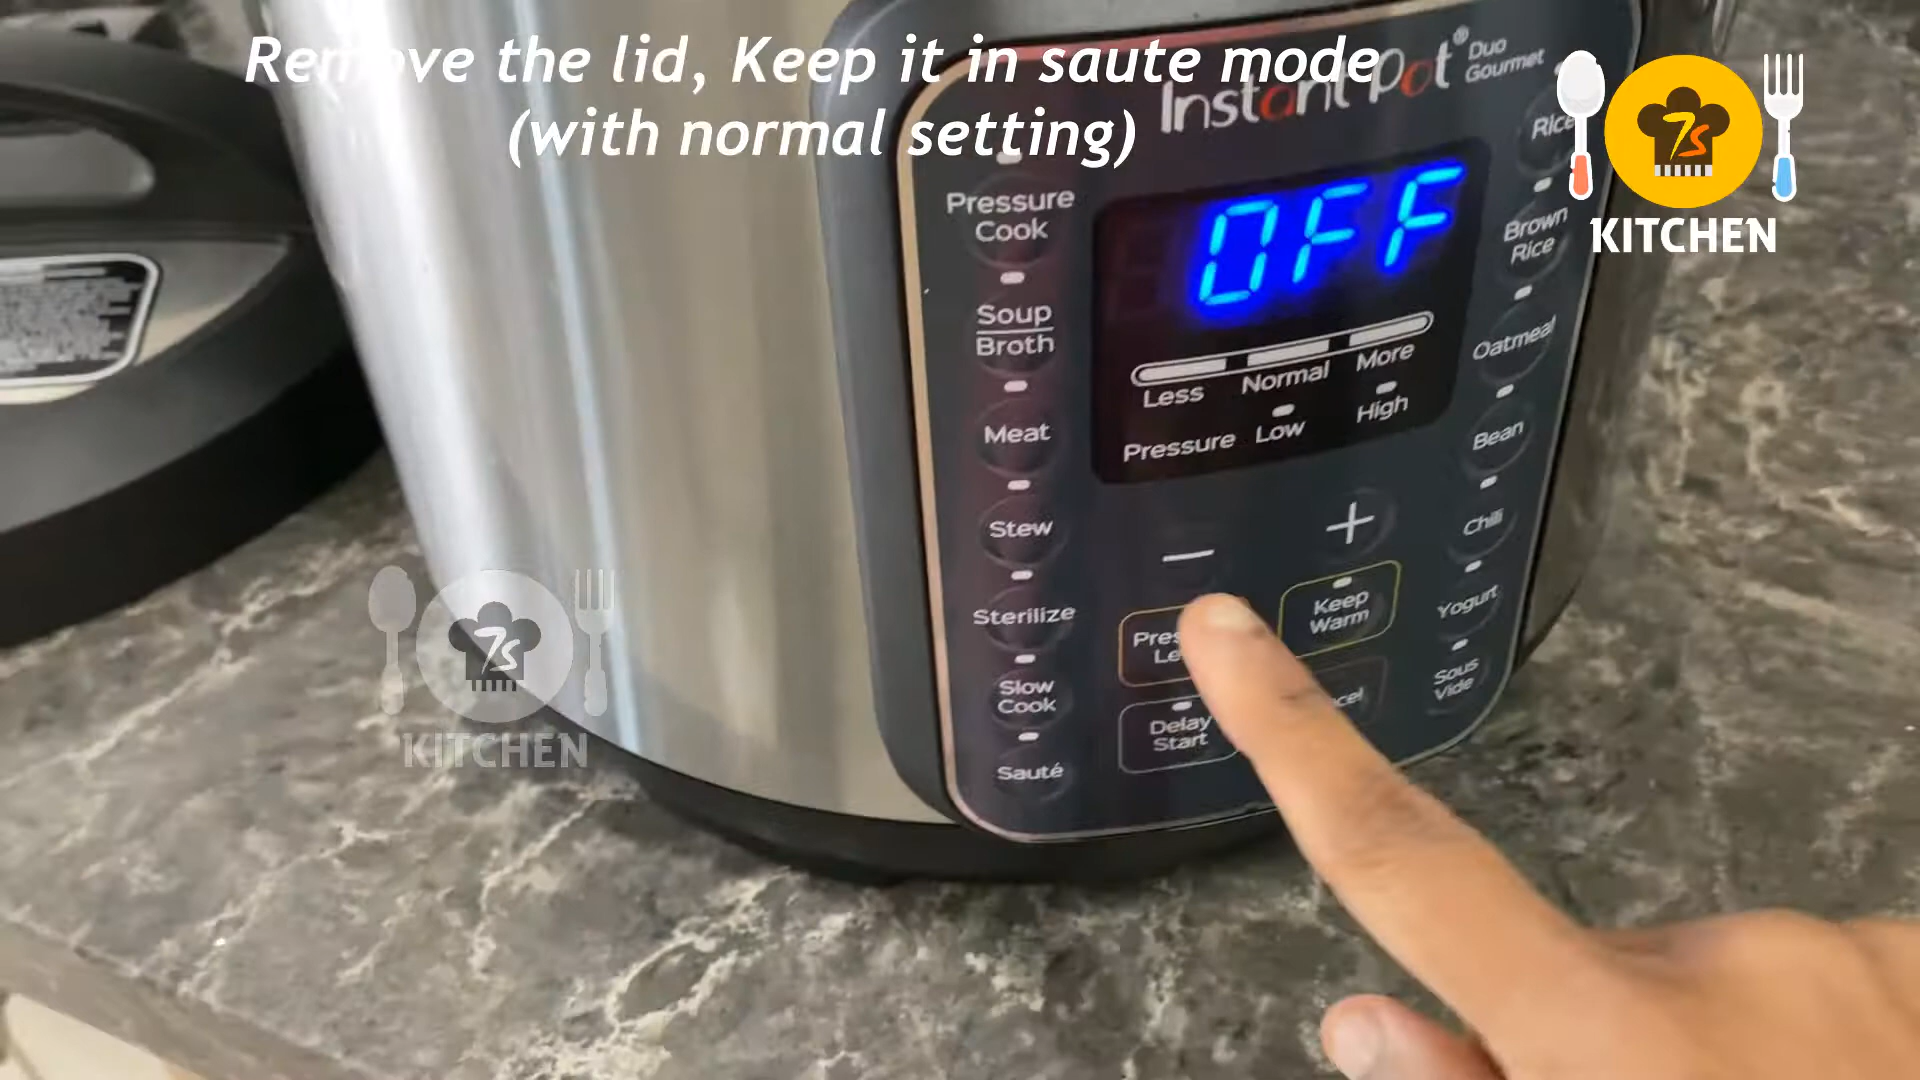 Remove the lid, Keep it in saute mode
(with normal setting)
Instant Pot®
Duo
Gourmet
7s
KITCHEN
OFF
Less
Normal
More
Pressure
Low
High
Pressure
Cook
Soup
Broth
Meat
Stew
Sterilize
Slow
Cook
Sauté
Rice
Brown
Rice
Oatmeal
Bean
Chili
Yogurt
Sous
Vide
−
+
Keep
Warm
Delay
Start
7s
KITCHEN